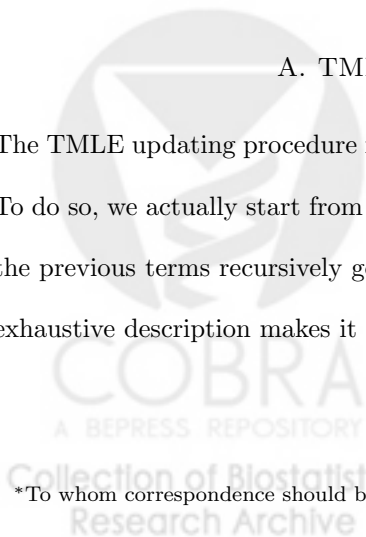 A. TML
The TMLE updating procedure
To do so, we actually start from
the previous terms recursively
exhaustive description makes it
COBRA
A BEPRESS REPOSITORY
Collection of Biostatist
*To whom correspondence should b
Research Archive